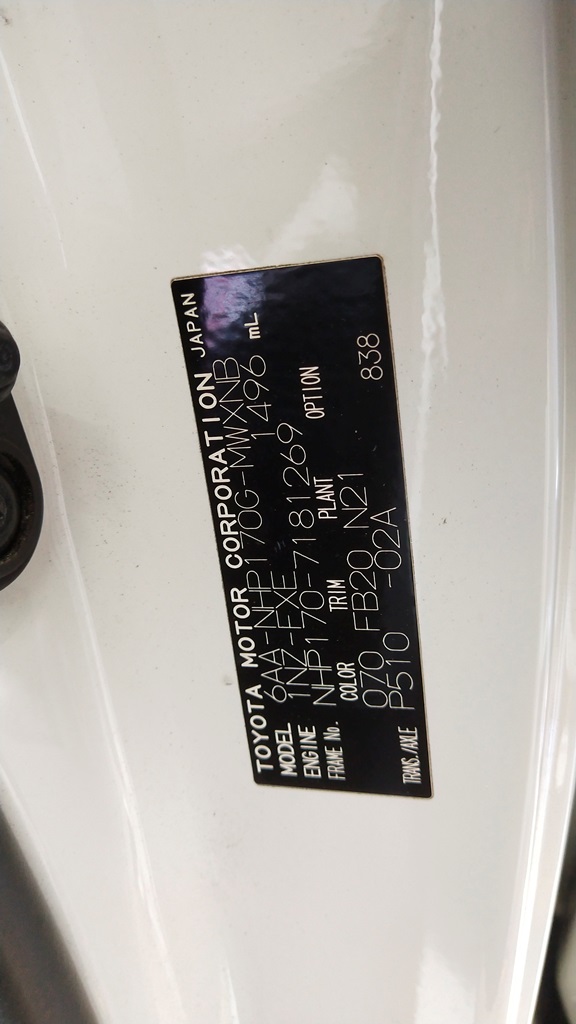 TOYOTA MOTOR CORPORATION JAPAN
MODEL 6AA-NHP170G-MWXNB
ENGINE 1NZ-FXE 1496 mL
FRAME No. NHP170-7181269
COLOR TRIM PLANT OPTION
070 FB20 N21 838
TRANS./AXLE P510 -02A